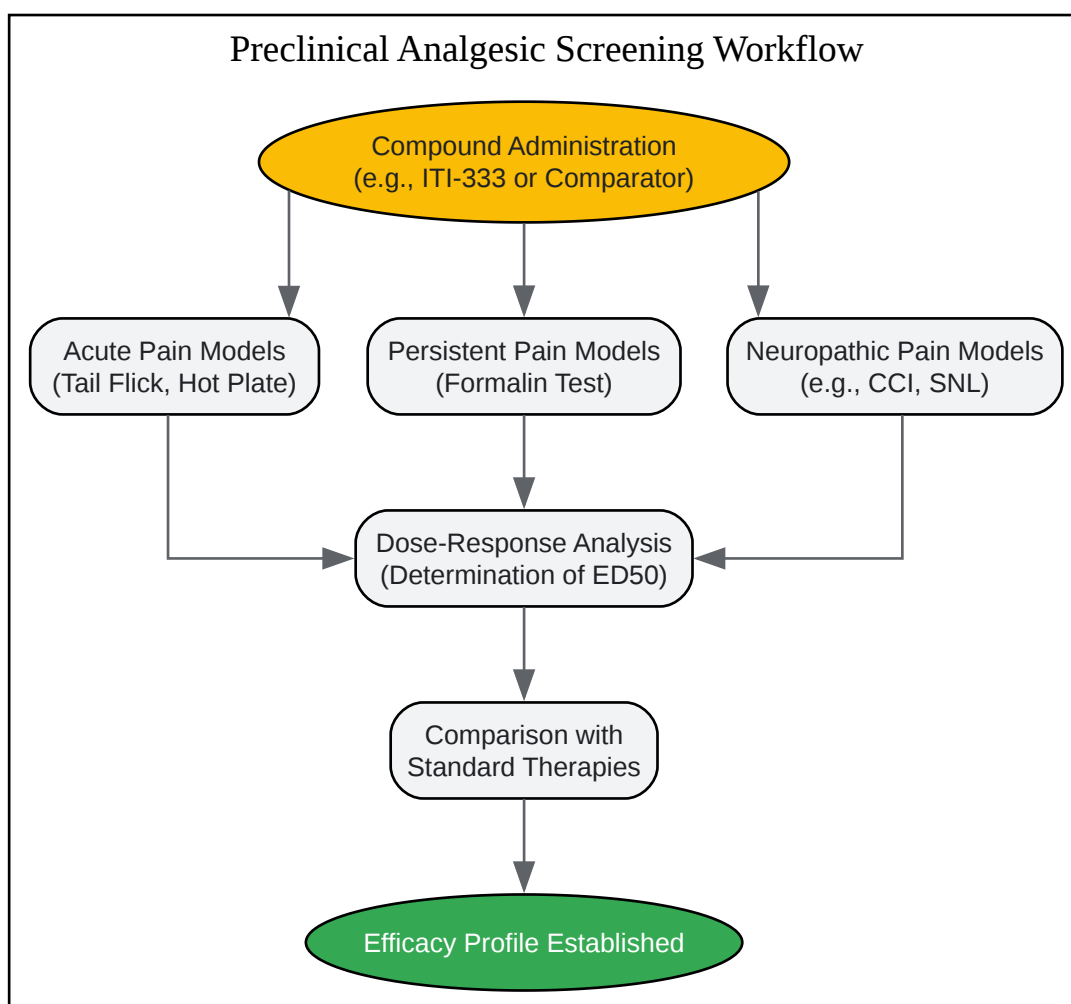 Preclinical Analgesic Screening Workflow
Compound Administration
(e.g., ITI-333 or Comparator)
Acute Pain Models
(Tail Flick, Hot Plate)
Persistent Pain Models
(Formalin Test)
Neuropathic Pain Models
(e.g., CCI, SNL)
Dose-Response Analysis
(Determination of ED50)
Comparison with
Standard Therapies
Efficacy Profile Established